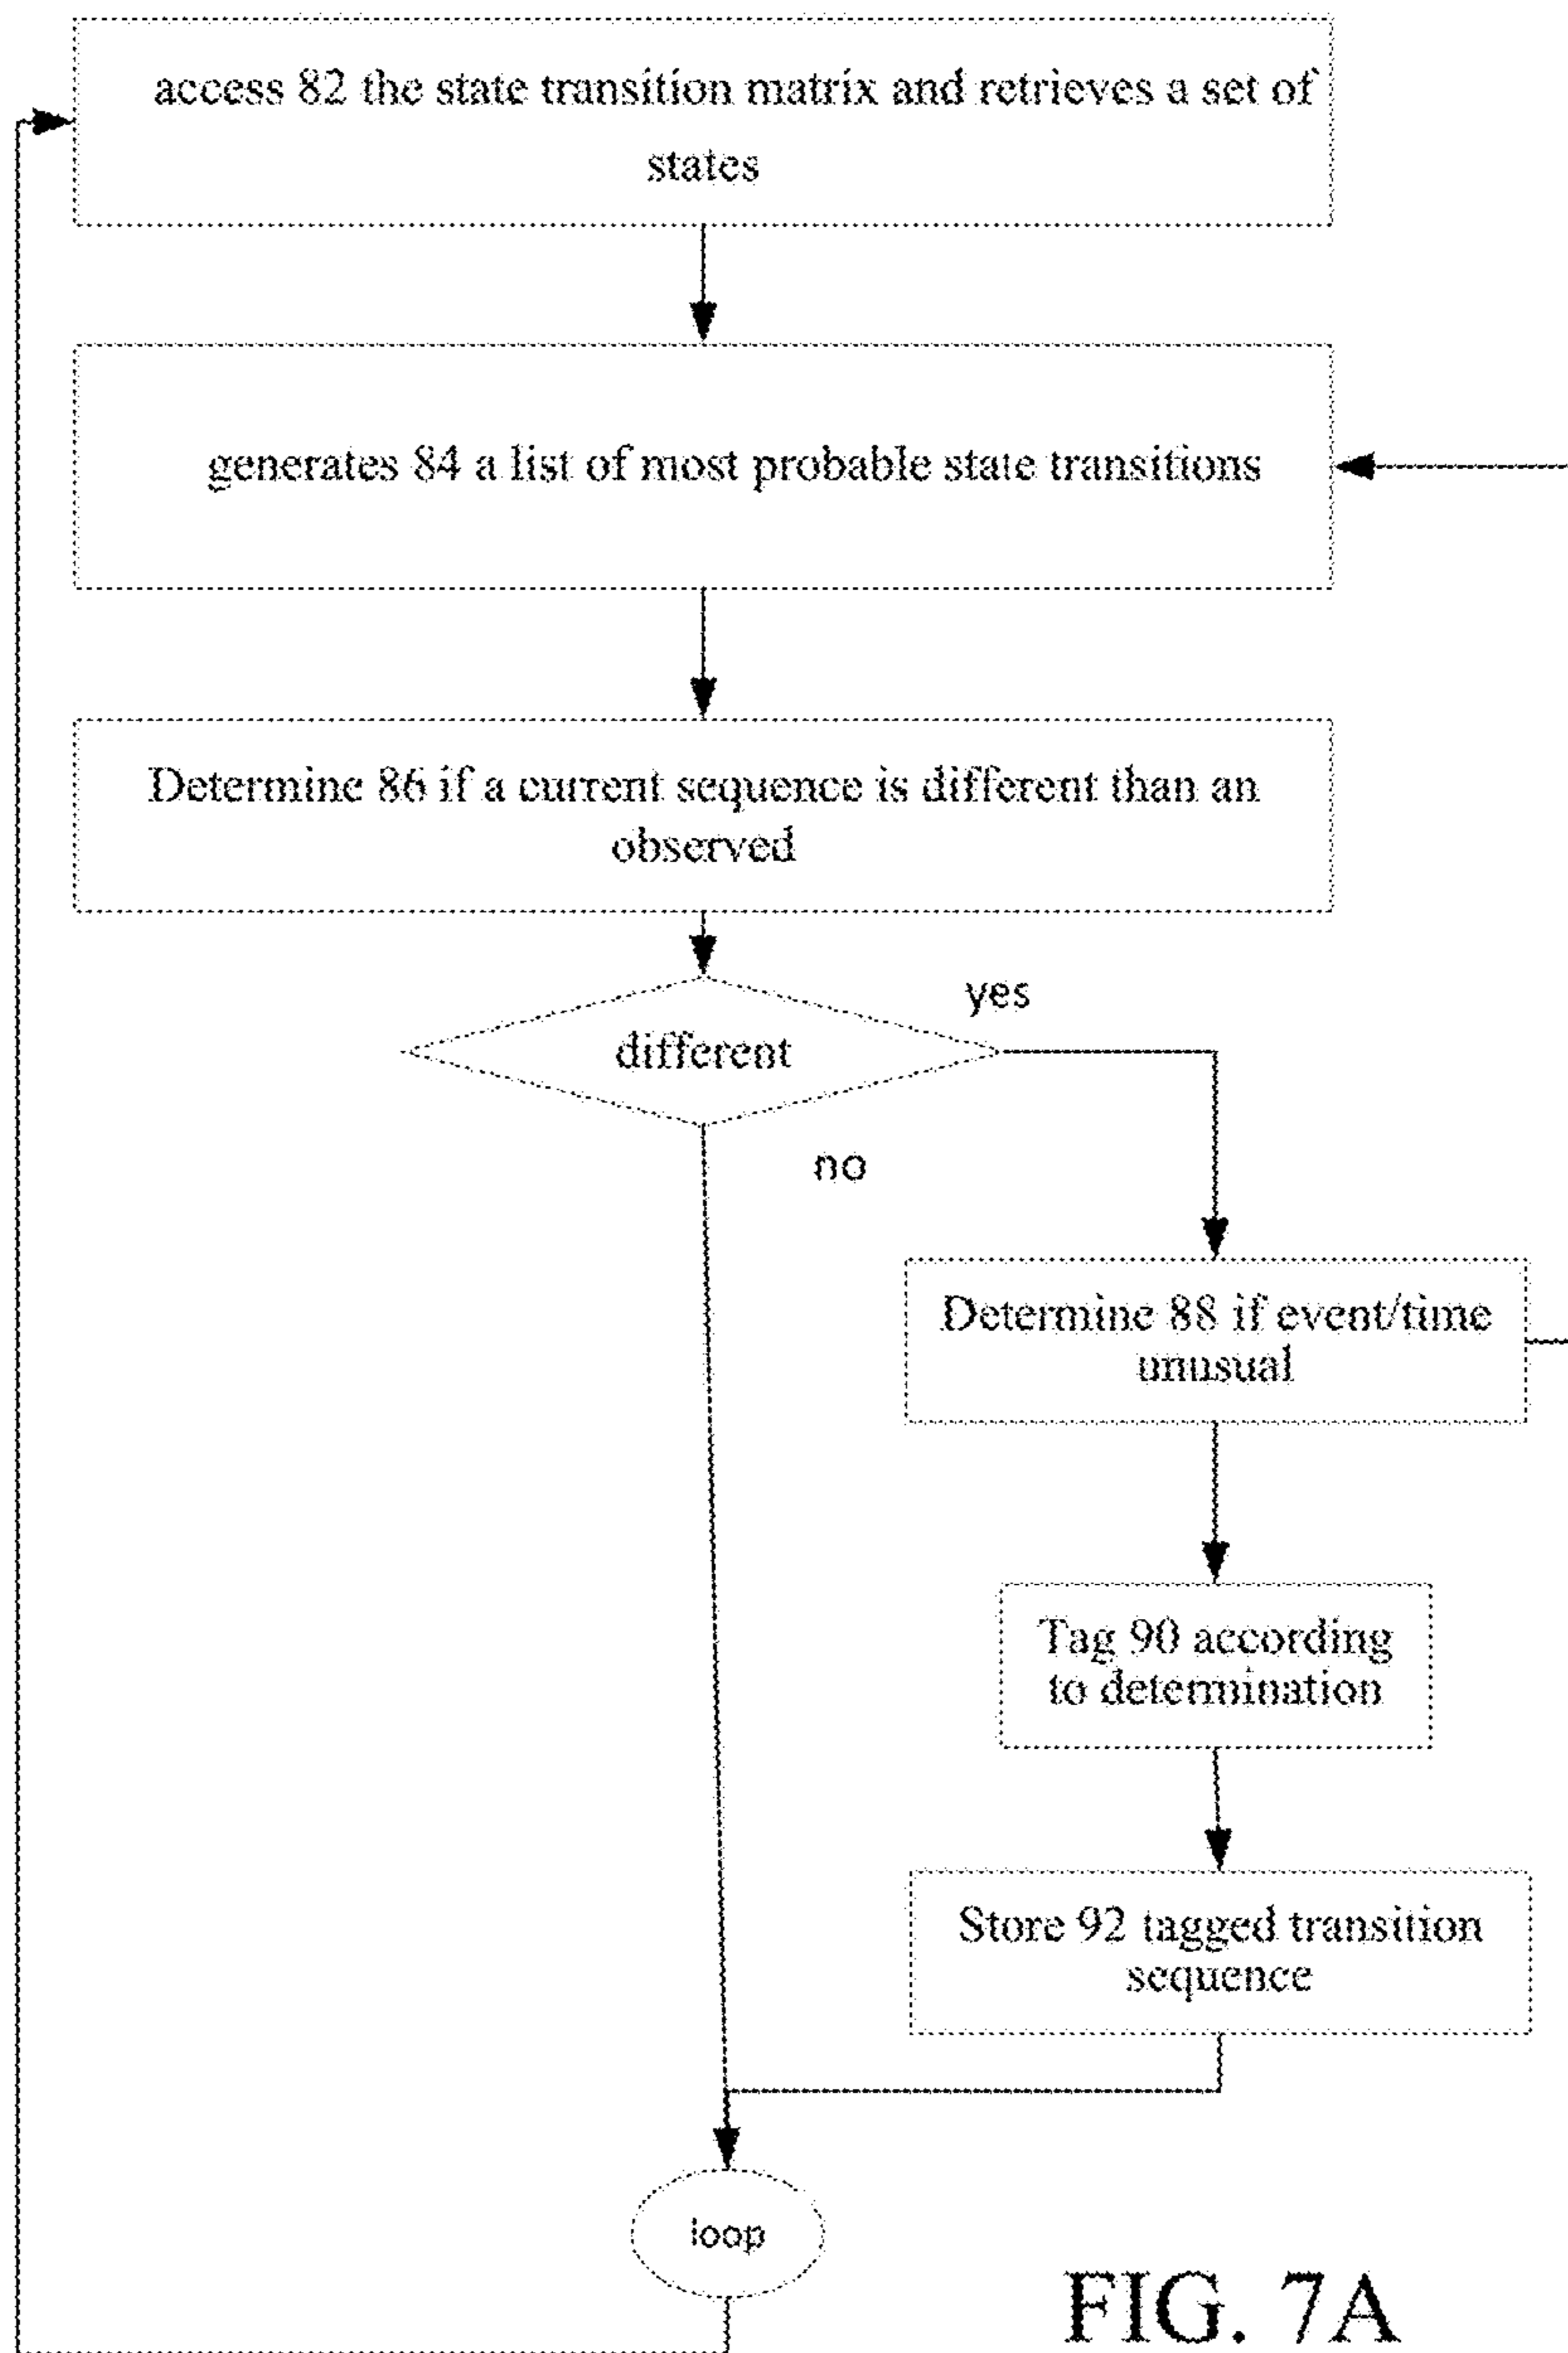 access 82 the state transition matrix and retrieves a set of
states
generates 84 a list of most probable state transitions
Determine 86 if a current sequence is different than an
observed
different
yes
no
Determine 88 if event/time
unusual
Tag 90 according
to determination
Store 92 tagged transition
sequence
loop
FIG. 7A